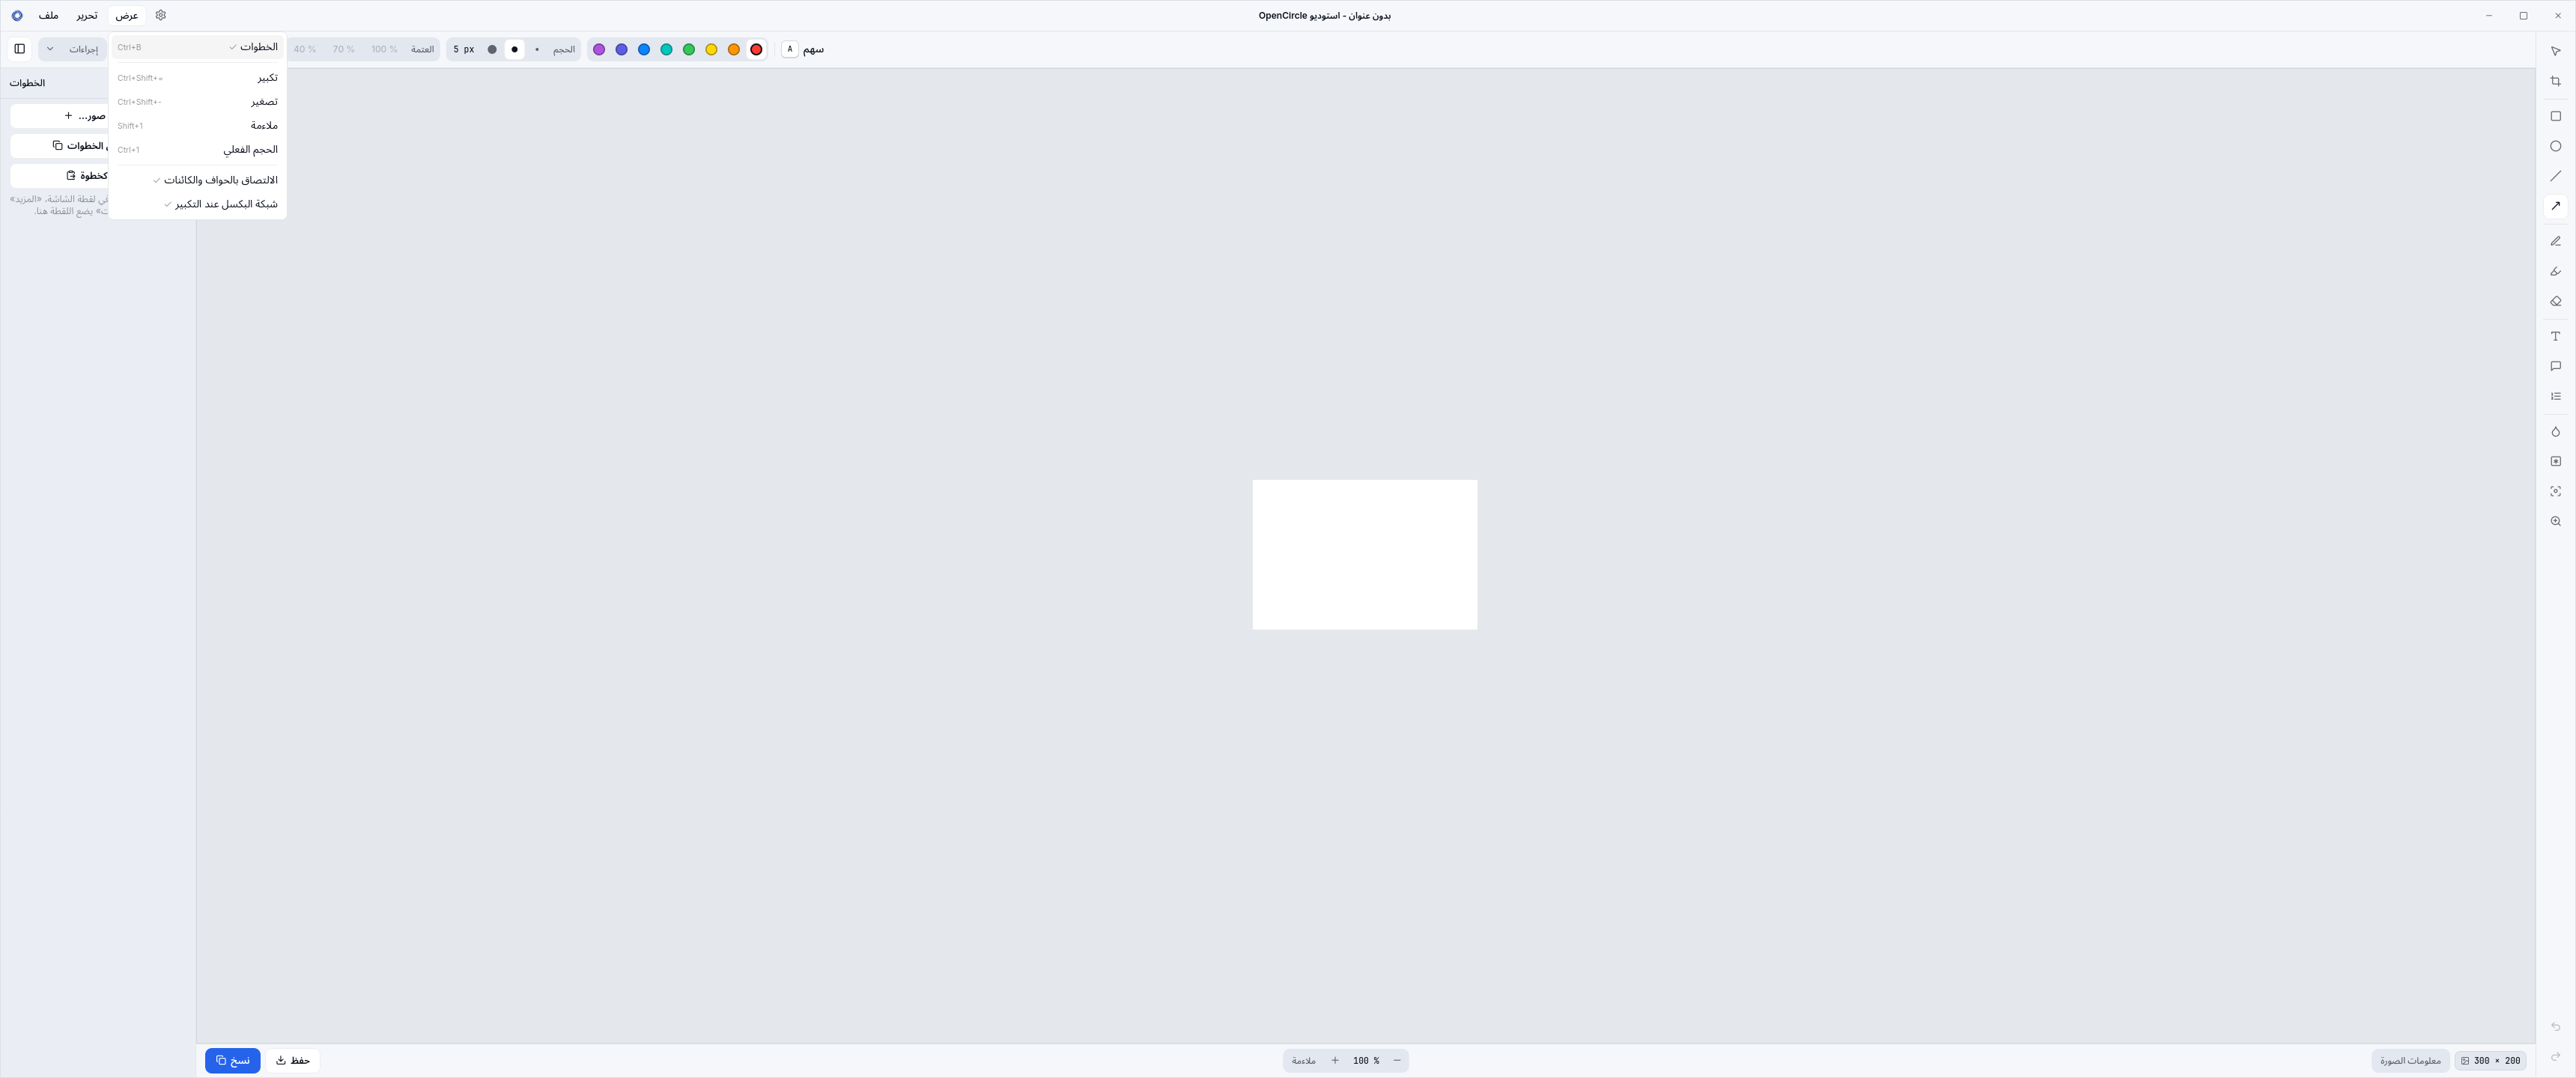 ملف
تحرير
عرض
بدون عنوان - استوديو OpenCircle
سهم
A
الحجم
5 px
العتمة
100 %
70 %
40 %
إجراءات
الخطوات Ctrl+B
تكبير Ctrl+Shift+=
تصغير Ctrl+Shift+-
ملاءمة Shift+1
الحجم الفعلي Ctrl+1
الالتصاق بالحواف والكائنات
شبكة البكسل عند التكبير
الخطوات
صور...
الخطوات
كخطوة
لقطة الشاشة، «المزيد»
يضع اللقطة هنا.
نسخ
حفظ
ملاءمة
100 %
معلومات الصورة
300 × 200